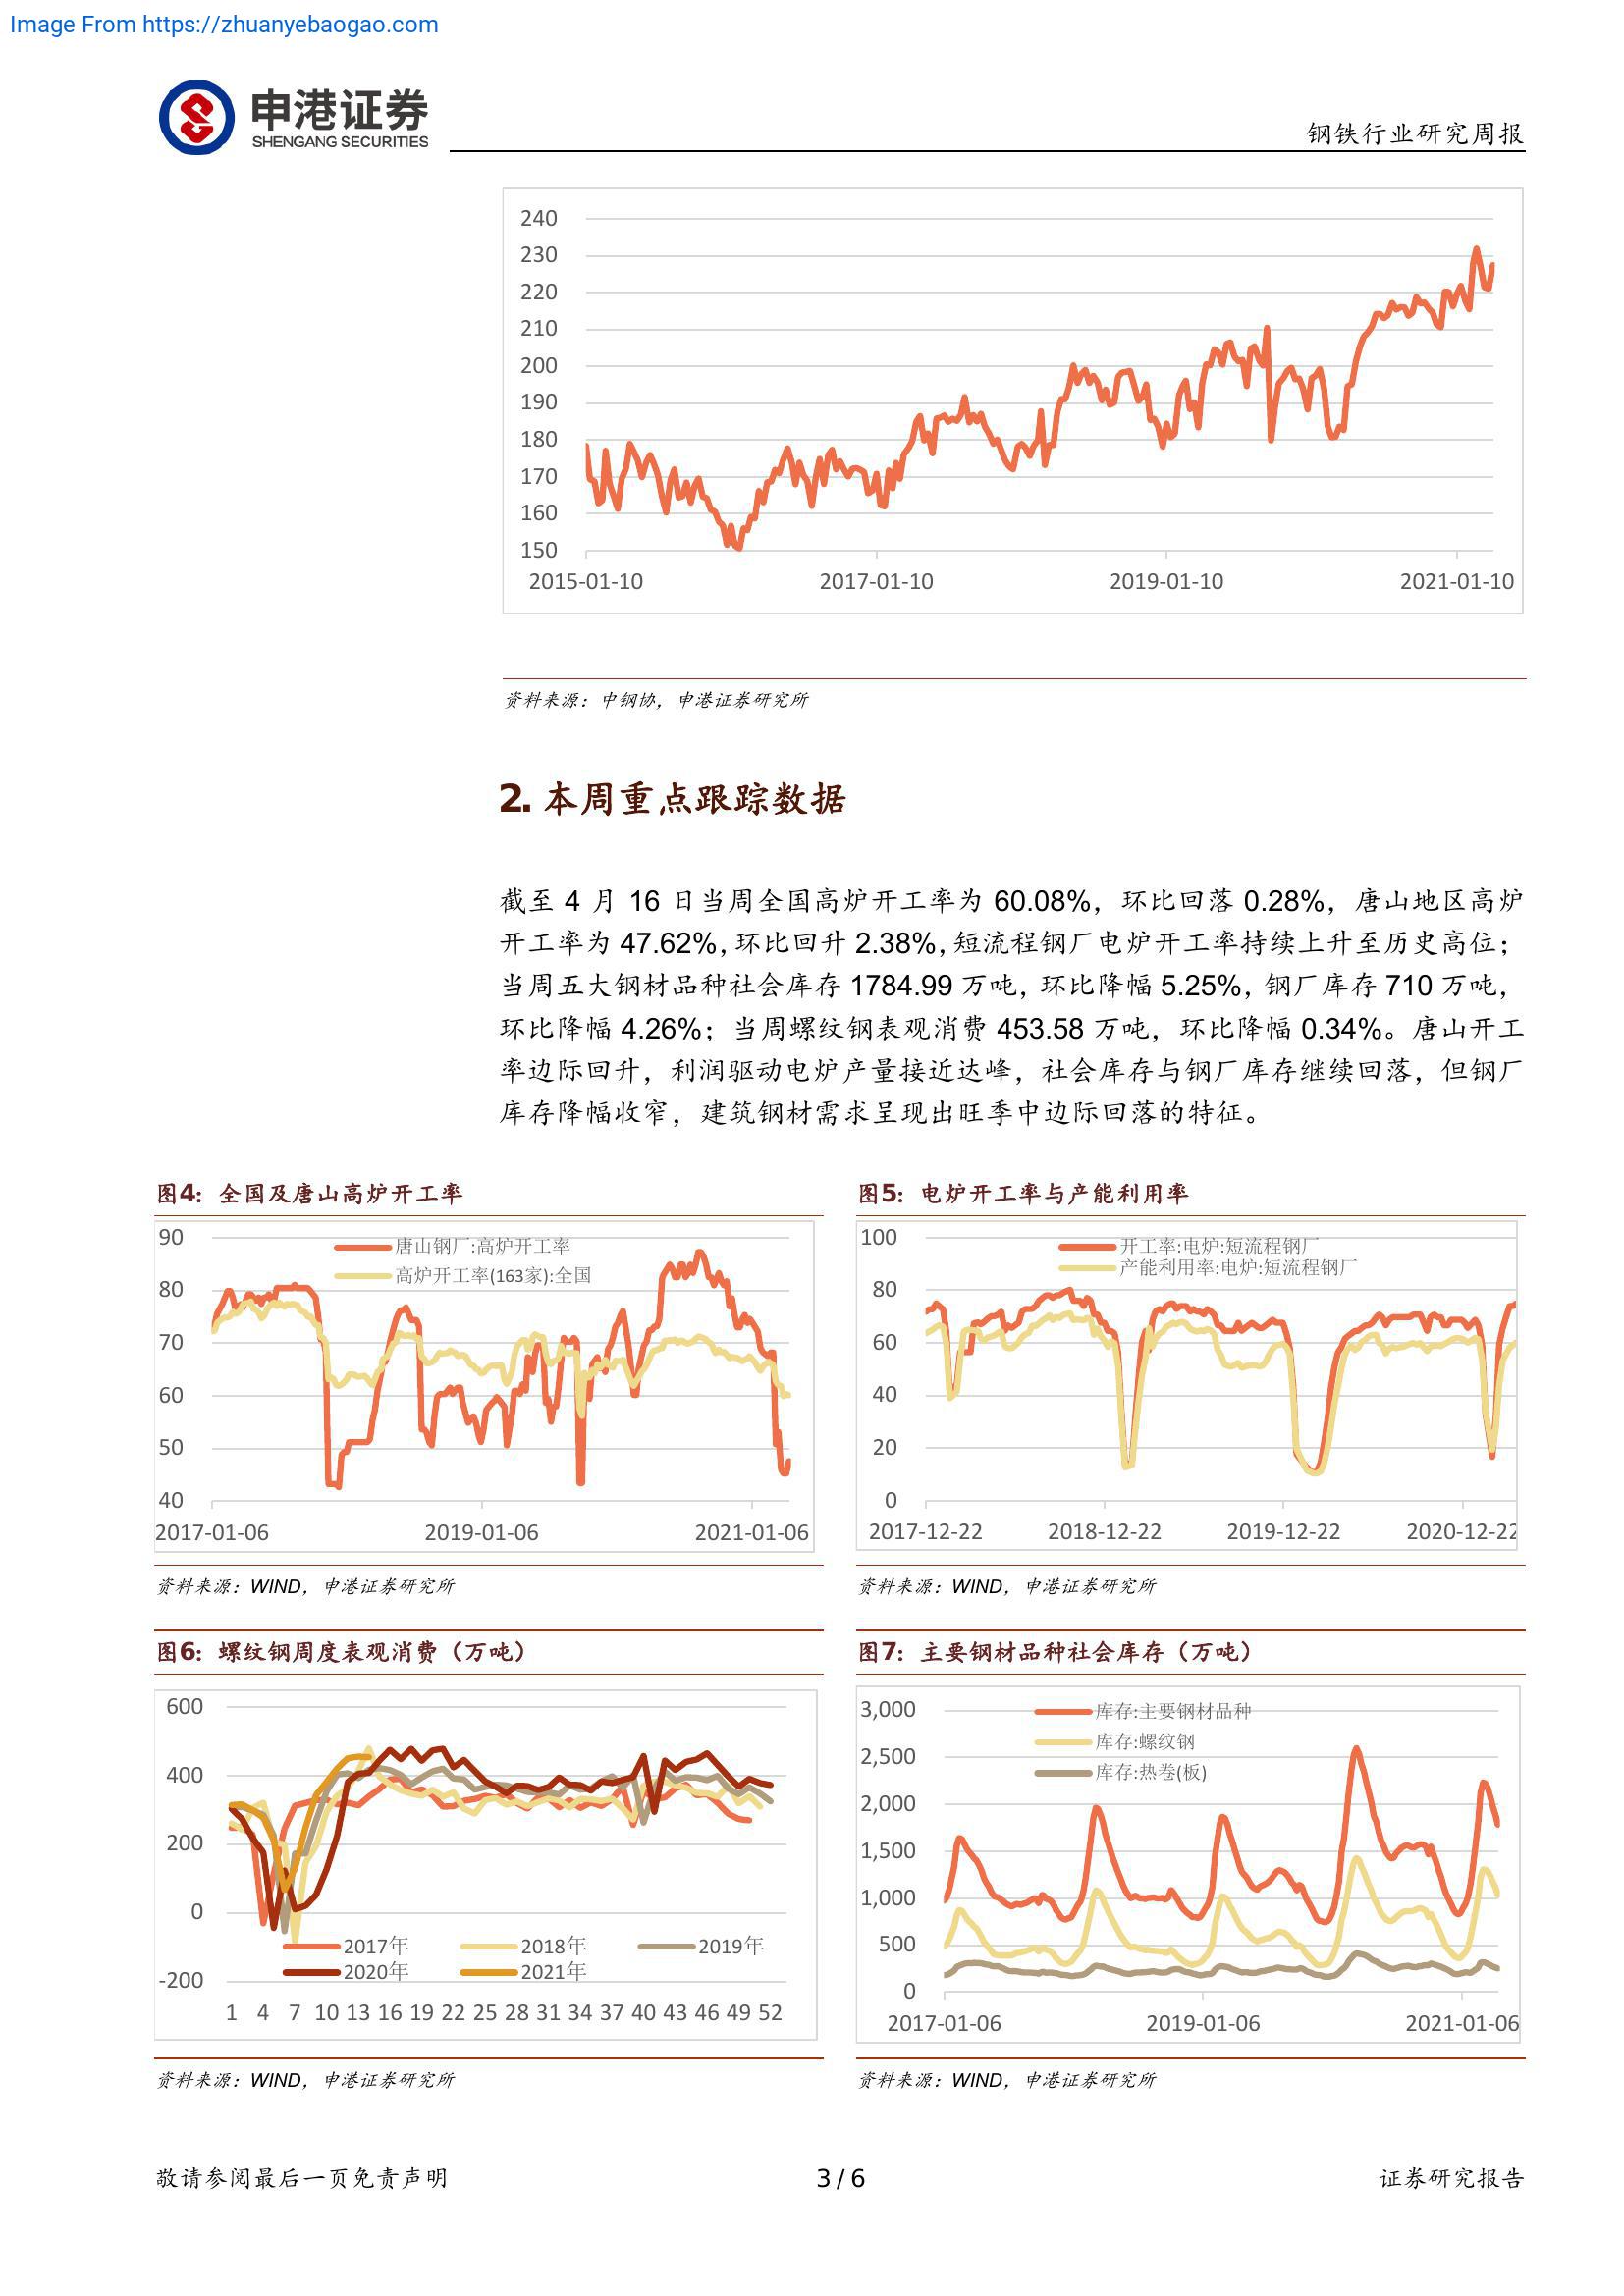 Image From https://zhuanyebaogao.com
申港证券
SHENGANG SECURITIES
钢铁行业研究周报
240
230
220
210
200
190
180
170
160
150
2015-01-10 2017-01-10 2019-01-10 2021-01-10
资料来源：中钢协，申港证券研究所
2. 本周重点跟踪数据
截至 4 月 16 日当周全国高炉开工率为 60.08%，环比回落 0.28%，唐山地区高炉
开工率为 47.62%，环比回升 2.38%，短流程钢厂电炉开工率持续上升至历史高位；
当周五大钢材品种社会库存 1784.99 万吨，环比降幅 5.25%，钢厂库存 710 万吨，
环比降幅 4.26%；当周螺纹钢表观消费 453.58 万吨，环比降幅 0.34%。唐山开工
率边际回升，利润驱动电炉产量接近达峰，社会库存与钢厂库存继续回落，但钢厂
库存降幅收窄，建筑钢材需求呈现出旺季中边际回落的特征。
图4：全国及唐山高炉开工率
90
80
70
60
50
40
唐山钢厂:高炉开工率
高炉开工率(163家):全国
2017-01-06 2019-01-06 2021-01-06
资料来源：WIND，申港证券研究所
图5：电炉开工率与产能利用率
100
80
60
40
20
0
开工率:电炉:短流程钢厂
产能利用率:电炉:短流程钢厂
2017-12-22 2018-12-22 2019-12-22 2020-12-22
资料来源：WIND，申港证券研究所
图6：螺纹钢周度表观消费（万吨）
600
400
200
0
-200
2017年 2018年 2019年
2020年 2021年
1 4 7 10 13 16 19 22 25 28 31 34 37 40 43 46 49 52
资料来源：WIND，申港证券研究所
图7：主要钢材品种社会库存（万吨）
3,000
2,500
2,000
1,500
1,000
500
0
库存:主要钢材品种
库存:螺纹钢
库存:热卷(板)
2017-01-06 2019-01-06 2021-01-06
资料来源：WIND，申港证券研究所
敬请参阅最后一页免责声明
3 / 6
证券研究报告